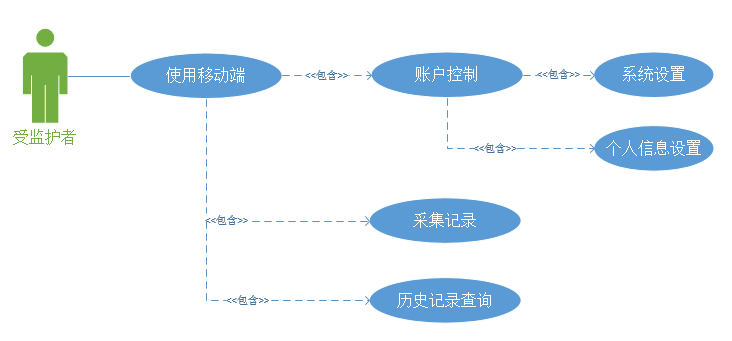 受监护者
使用移动端
<<包含>>
账户控制
<<包含>>
系统设置
<<包含>>
个人信息设置
<<包含>>
采集记录
<<包含>>
历史记录查询